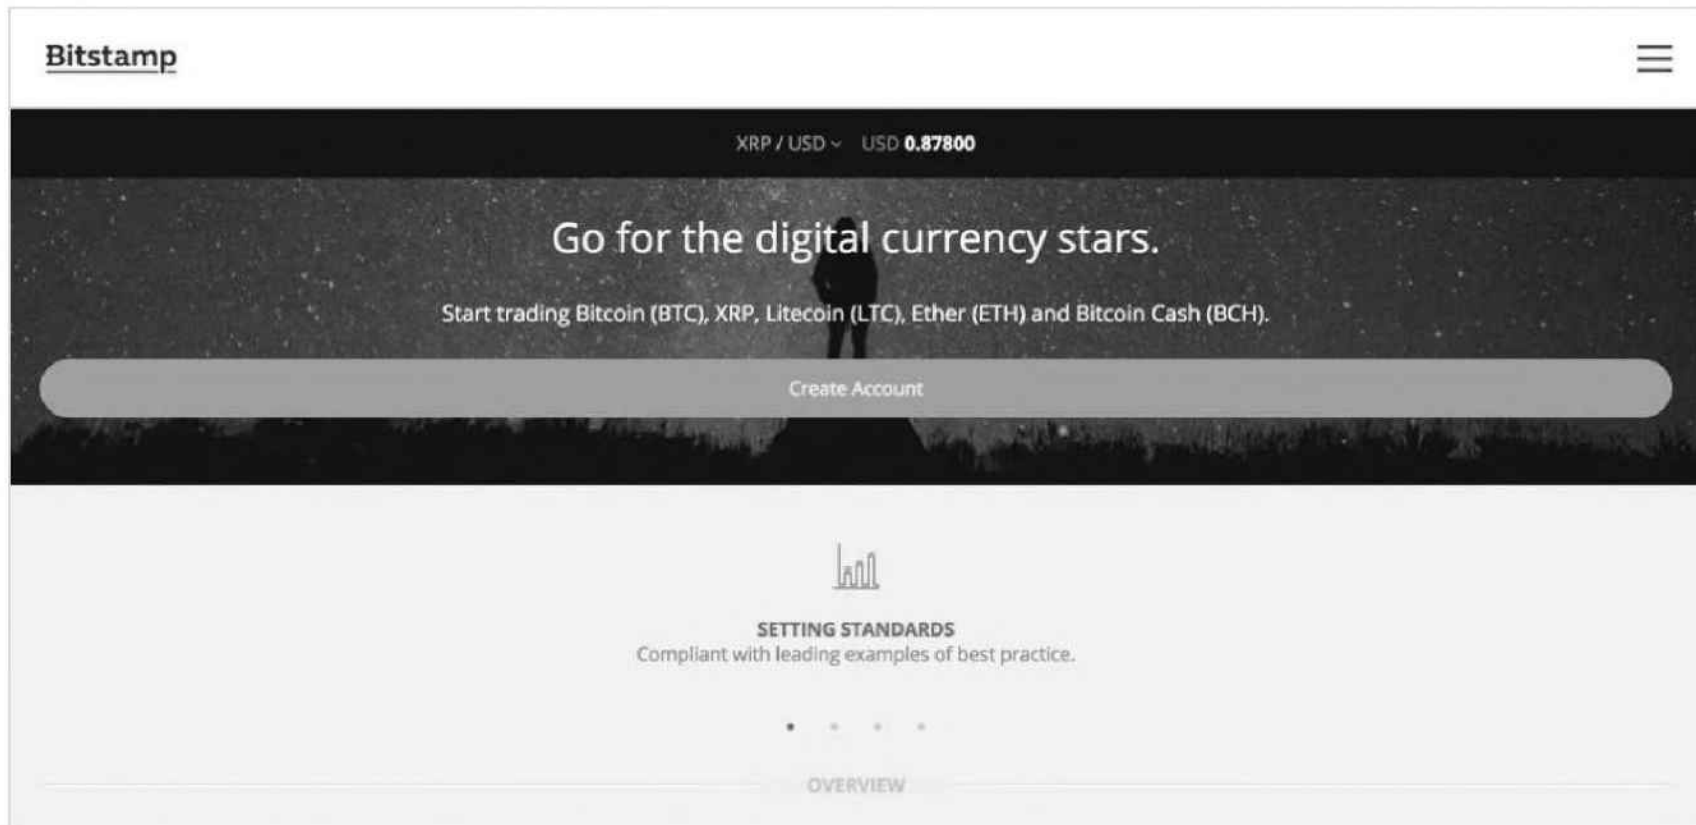 Bitstamp
XRP / USD USD 0.87800
Go for the digital currency stars.
Start trading Bitcoin (BTC), XRP, Litecoin (LTC), Ether (ETH) and Bitcoin Cash (BCH).
Create Account
SETTING STANDARDS
Compliant with leading examples of best practice.
OVERVIEW